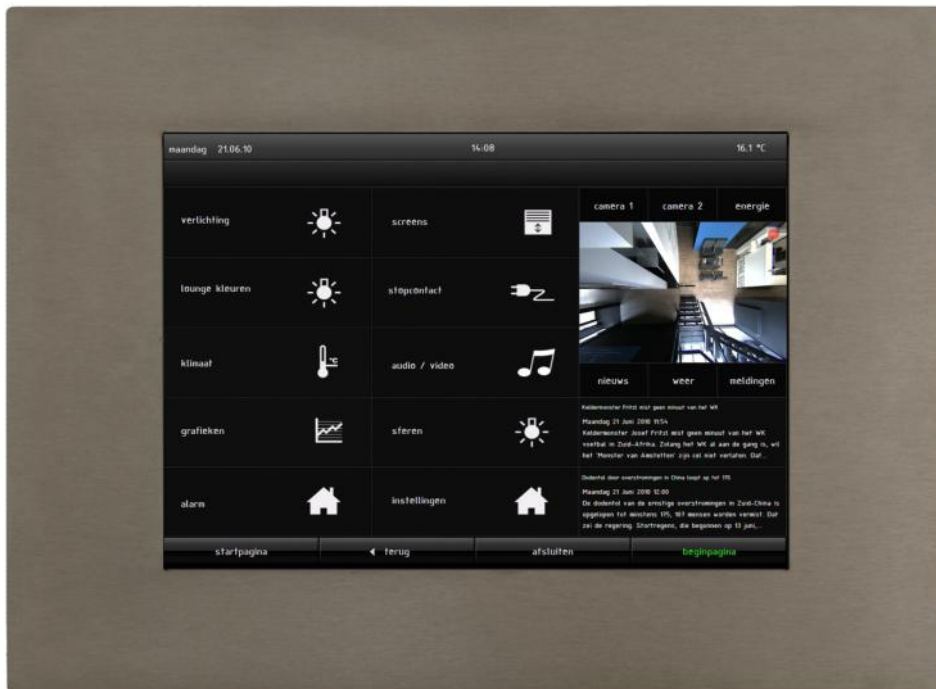 maandag 21.06.10
14:08
16.1 °C
verlichting
screens
camera 1
camera 2
energie
lounge kleuren
stopcontact
klimaat
audio / video
nieuws
weer
meldingen
grafieken
sferen
Keldermonster Fritzl mist geen minuut van het WK
Maandag 21 Juni 2010 11:54
Keldermonster Josef Fritzl mist geen minuut van het WK
voetbal in Zuid-Afrika. Zolang het WK al aan de gang is, wil
het 'Monster van Amstetten' zijn cel niet verlaten. Dat...
alarm
instellingen
Dodental door overstromingen in China loopt op tot 175
Maandag 21 Juni 2010 12:00
De dodental van de ernstige overstromingen in Zuid-China is
opgelopen tot minstens 175, 107 mensen worden vermist. Dat
zei de regering. Stortregens, die begonnen op 13 juni,...
startpagina
terug
afsluiten
beginpagina